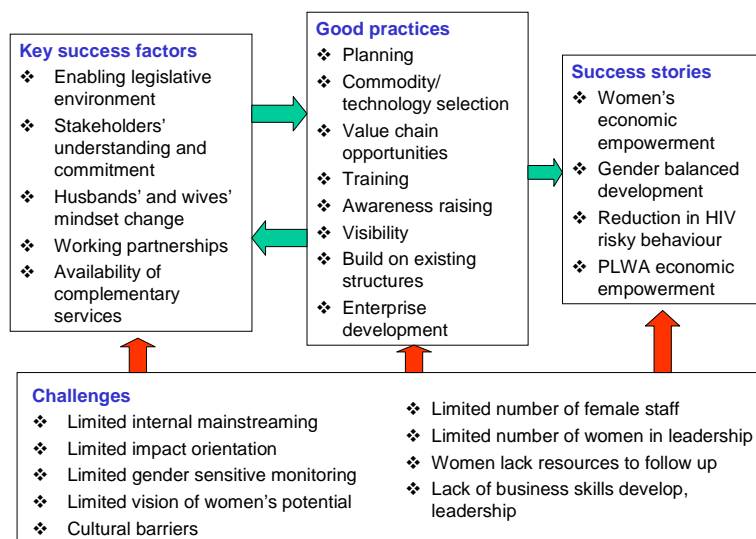 Key success factors
❖ Enabling legislative
environment
❖ Stakeholders'
understanding and
commitment
❖ Husbands' and wives'
mindset change
❖ Working partnerships
❖ Availability of
complementary
services
Good practices
❖ Planning
❖ Commodity/
technology selection
❖ Value chain
opportunities
❖ Training
❖ Awareness raising
❖ Visibility
❖ Build on existing
structures
❖ Enterprise
development
Success stories
❖ Women's
economic
empowerment
❖ Gender balanced
development
❖ Reduction in HIV
risky behaviour
❖ PLWA economic
empowerment
Challenges
❖ Limited internal mainstreaming
❖ Limited impact orientation
❖ Limited gender sensitive monitoring
❖ Limited vision of women's potential
❖ Cultural barriers
❖ Limited number of female staff
❖ Limited number of women in leadership
❖ Women lack resources to follow up
❖ Lack of business skills develop,
leadership